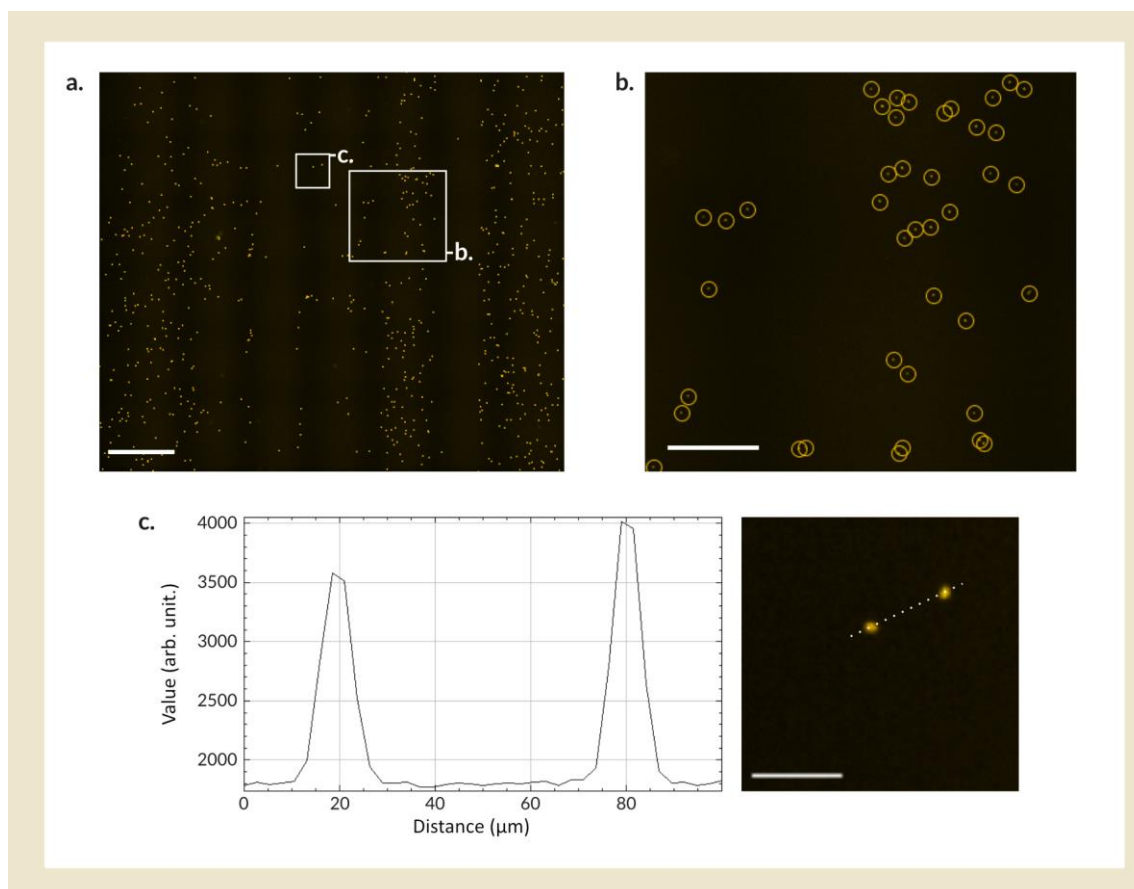 a.
b.
c.
b.
c.
4000
3500
3000
2500
2000
Value (arb. unit.)
0 20 40 60 80
Distance (μm)